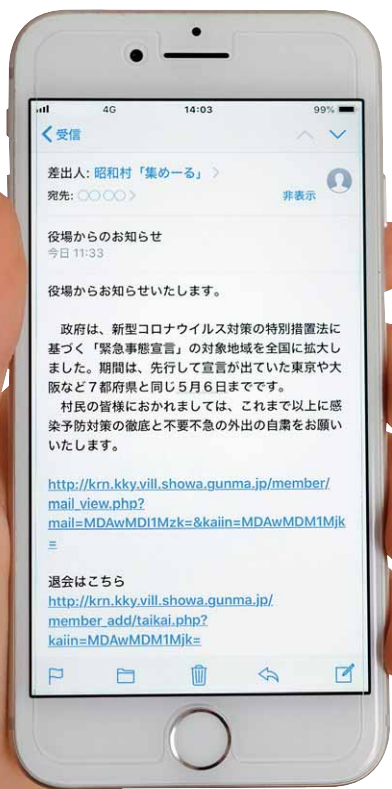 4G 14:03 99%
受信
差出人: 昭和村「集めーる」
宛先: 〇〇〇〇 非表示
役場からのお知らせ
今日 11:33
役場からお知らせいたします。
政府は、新型コロナウイルス対策の特別措置法に
基づく「緊急事態宣言」の対象地域を全国に拡大し
ました。期間は、先行して宣言が出ていた東京や大
阪など7都府県と同じ5月6日までです。
村民の皆様におかれましては、これまで以上に感
染予防対策の徹底と不要不急の外出の自粛をお願い
いたします。
http://krn.kky.vill.showa.gunma.jp/member/
mail_view.php?
mail=MDAwMDI1Mzk=&kaiin=MDAwMDM1Mjk
=
退会はこちら
http://krn.kky.vill.showa.gunma.jp/
member_add/taikai.php?
kaiin=MDAwMDM1Mjk=